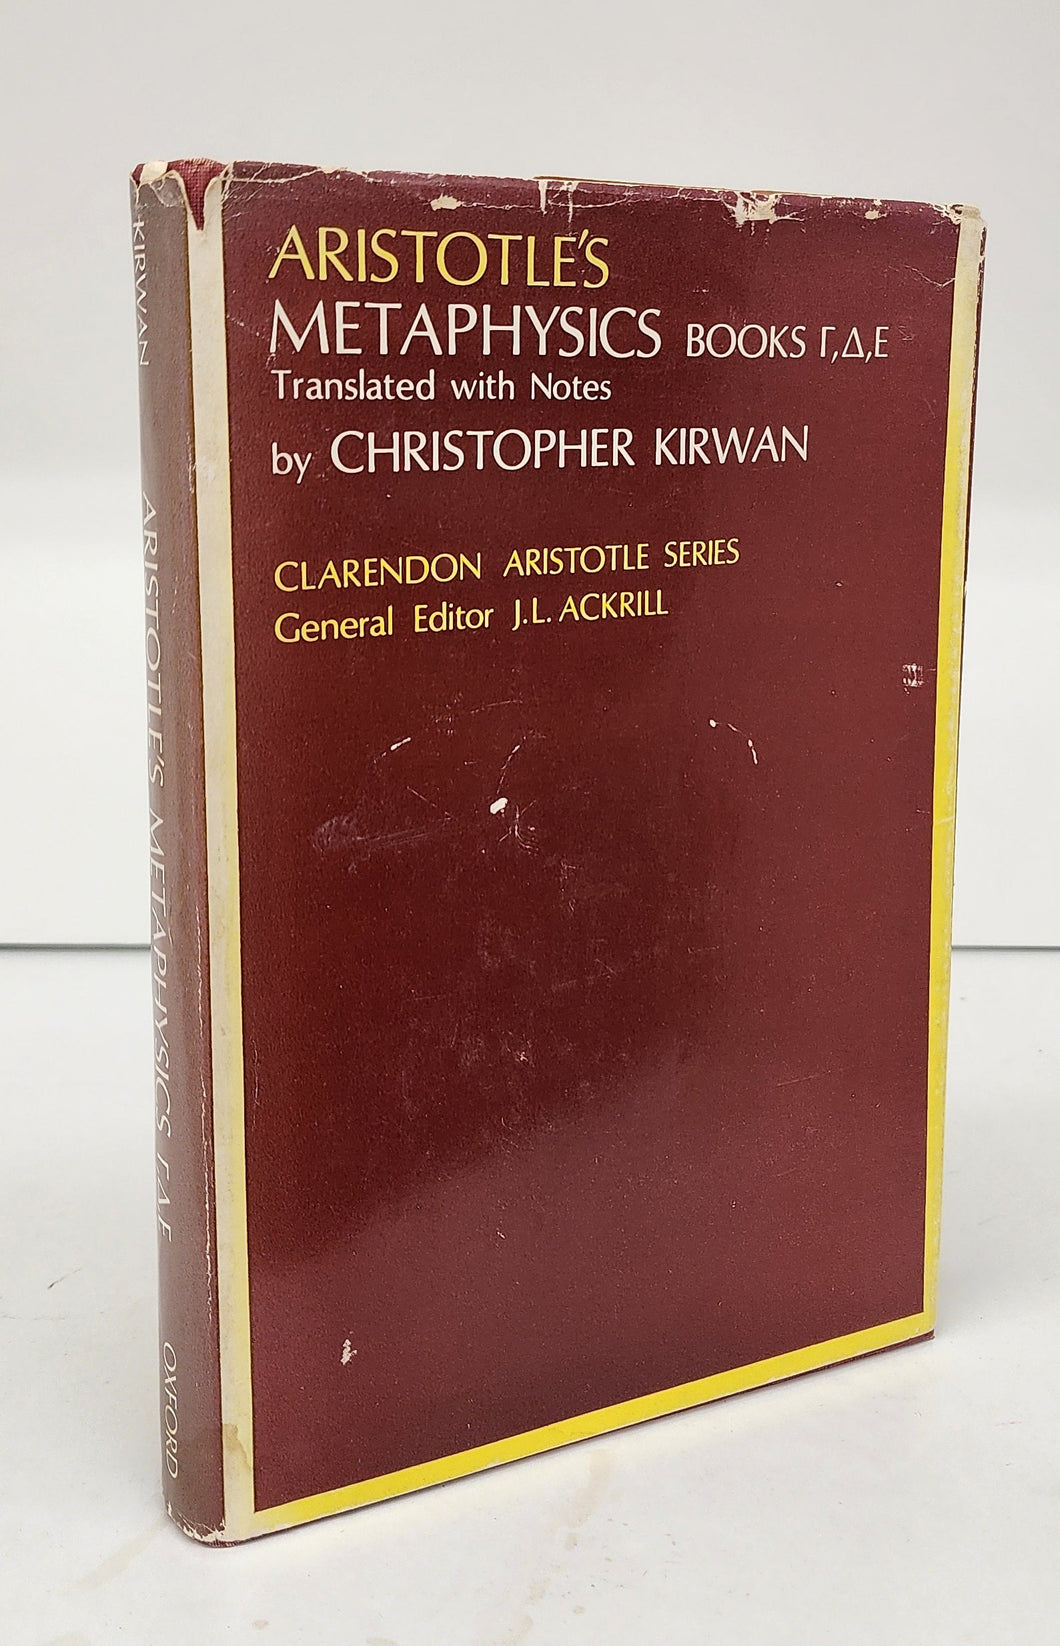 ARISTOTLE'S
METAPHYSICS BOOKS Γ,Δ,Ε
Translated with Notes
by CHRISTOPHER KIRWAN
CLARENDON ARISTOTLE SERIES
General Editor J.L. ACKRILL
KIRWAN
ARISTOTLE'S METAPHYSICS Γ,Δ,Ε
OXFORD